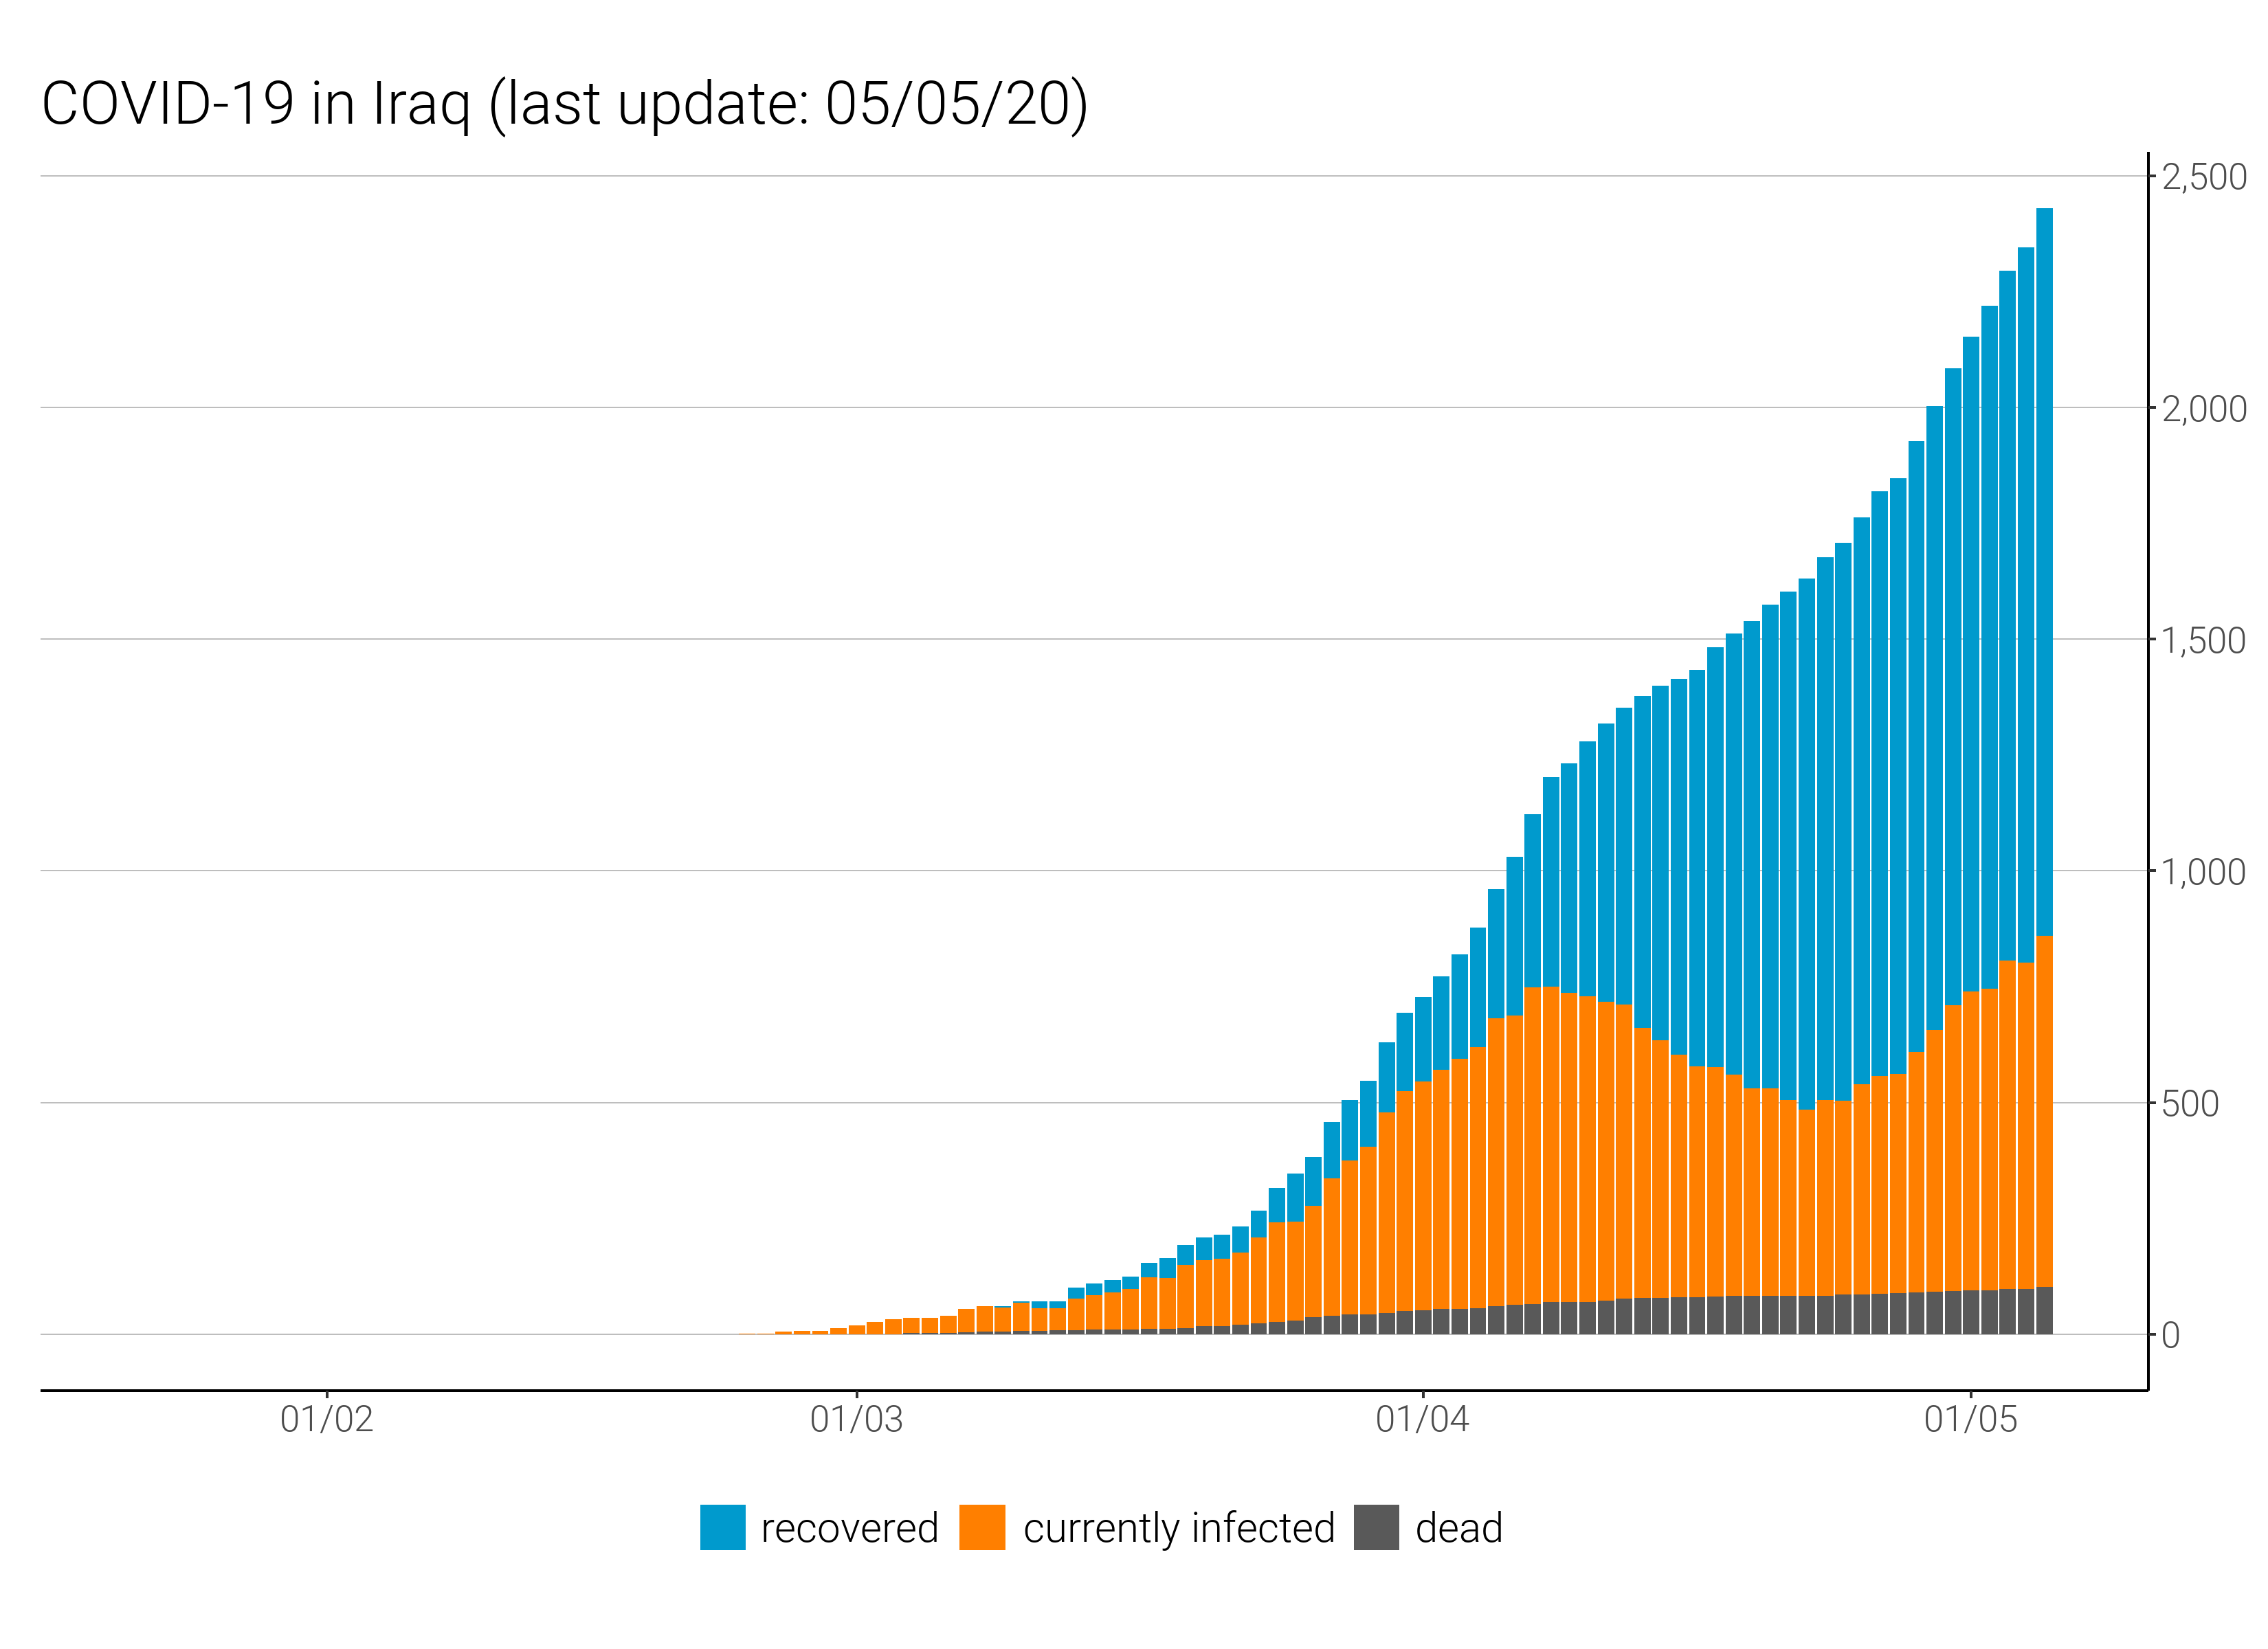 COVID-19 in Iraq (last update: 05/05/20)
2,500
2,000
1,500
1,000
500
0
01/02 01/03 01/04 01/05
recovered currently infected dead